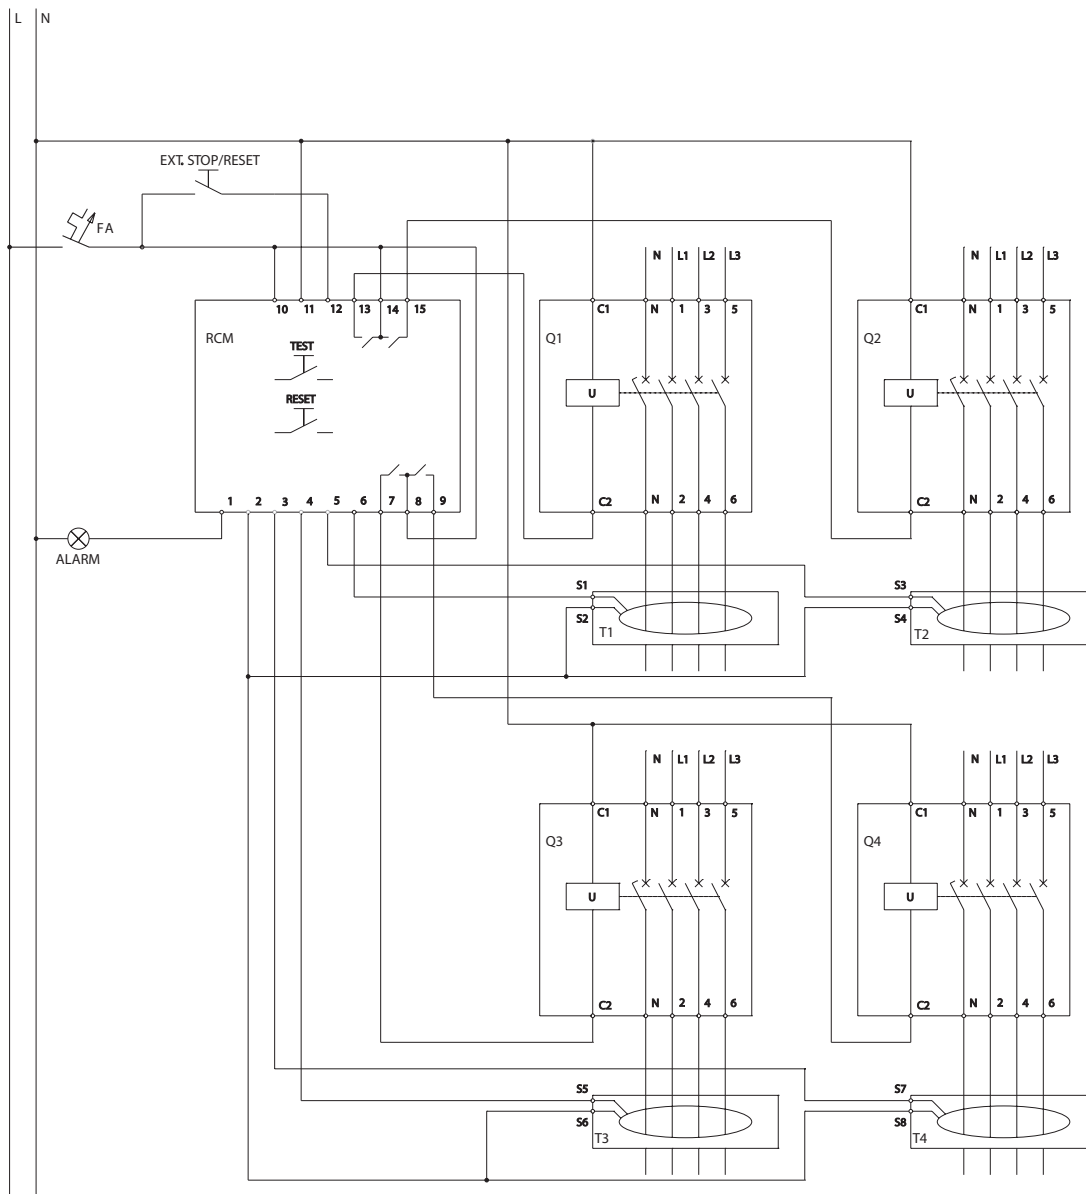 L N
EXT. STOP/RESET
FA
N L1 L2 L3
N L1 L2 L3
10 11 12 13 14 15
C1 N 1 3 5
C1 N 1 3 5
RCM
Q1
Q2
TEST
U
U
RESET
1 2 3 4 5 6 7 8 9
C2 N 2 4 6
C2 N 2 4 6
ALARM
S1
S3
S2
S4
T1
T2
N L1 L2 L3
N L1 L2 L3
C1 N 1 3 5
C1 N 1 3 5
Q3
Q4
U
U
C2 N 2 4 6
C2 N 2 4 6
S5
S7
S6
S8
T3
T4